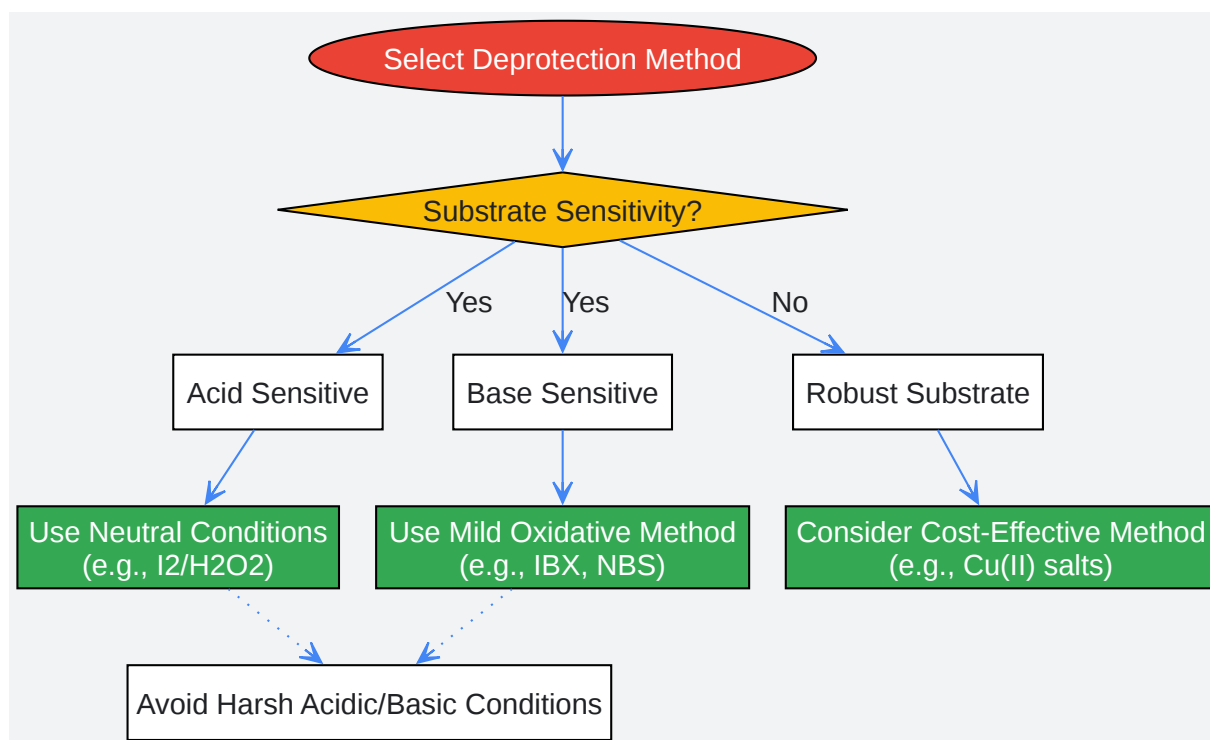 Select Deprotection Method
Substrate Sensitivity?
Yes
Yes
No
Acid Sensitive
Base Sensitive
Robust Substrate
Use Neutral Conditions
(e.g., I2/H2O2)
Use Mild Oxidative Method
(e.g., IBX, NBS)
Consider Cost-Effective Method
(e.g., Cu(II) salts)
Avoid Harsh Acidic/Basic Conditions